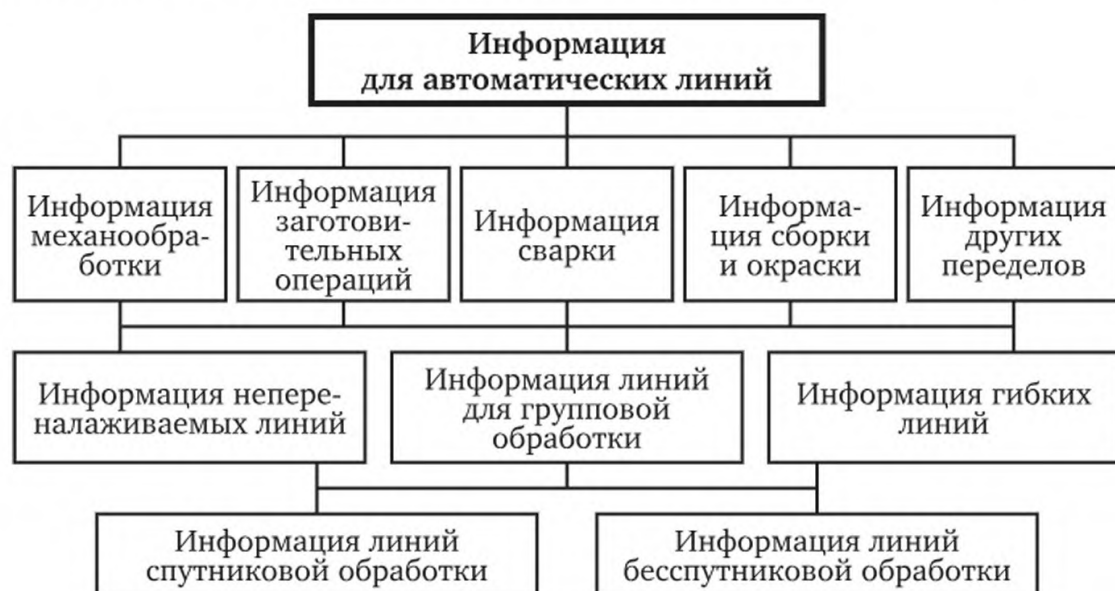 Информация
для автоматических линий
Информация
механообра-
ботки
Информация
заготови-
тельных
операций
Информация
сварки
Информа-
ция сборки
и окраски
Информация
других
переделов
Информация непере-
налаживаемых линий
Информация линий
для групповой
обработки
Информация гибких
линий
Информация линий
спутниковой обработки
Информация линий
бесспутниковой обработки